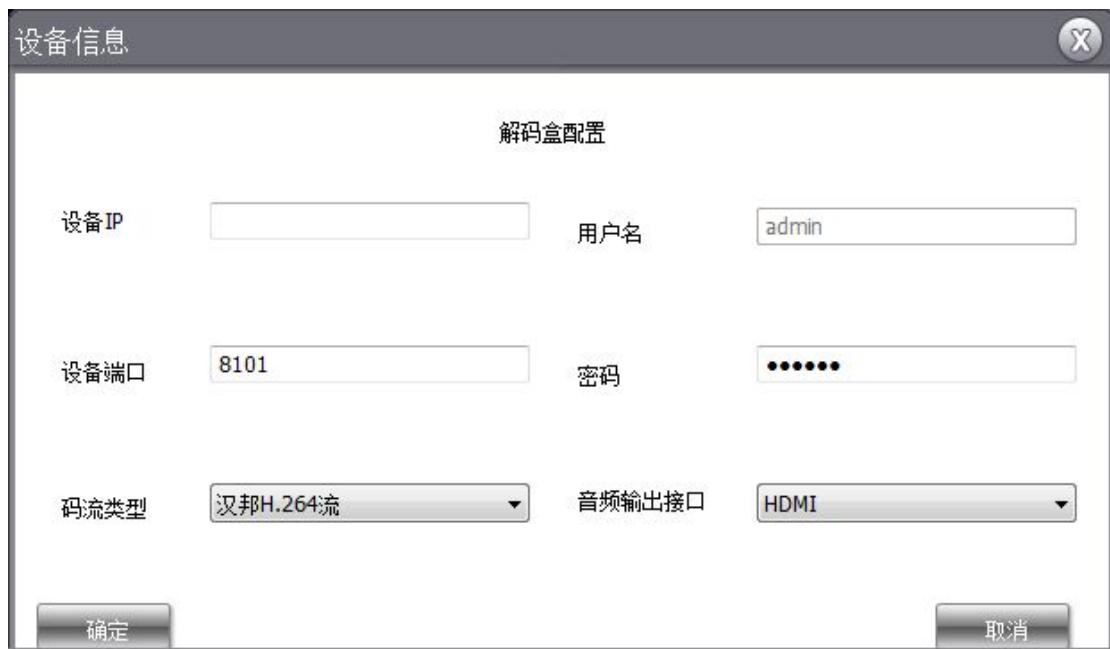 设备信息
解码盒配置
设备IP
用户名 admin
设备端口 8101
密码 ●●●●●●
码流类型 汉邦H.264流
音频输出接口 HDMI
确定 取消